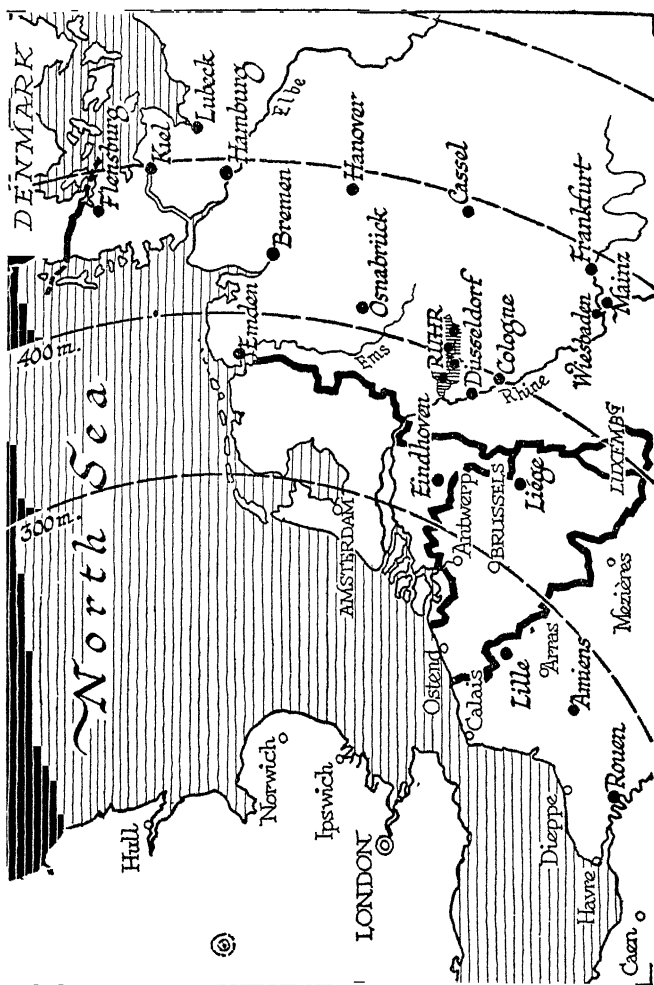 DENMARK
Flensburg
Kiel
Lubeck
Hamburg
Elbe
Bremen
Hanover
Cassel
Osnabrück
Emden
Ems
RUHR
Düsseldorf
Cologne
Rhine
Frankfurt
Wiesbaden
Mainz
400 m.
300 m.
North Sea
AMSTERDAM
Eindhoven
Antwerp
BRUSSELS
Liége
LUXEMBG
Mezières
Ostend
Calais
Lille
Arras
Amiens
Rouen
Dieppe
Havre
Caen
Hull
Norwich
Ipswich
LONDON